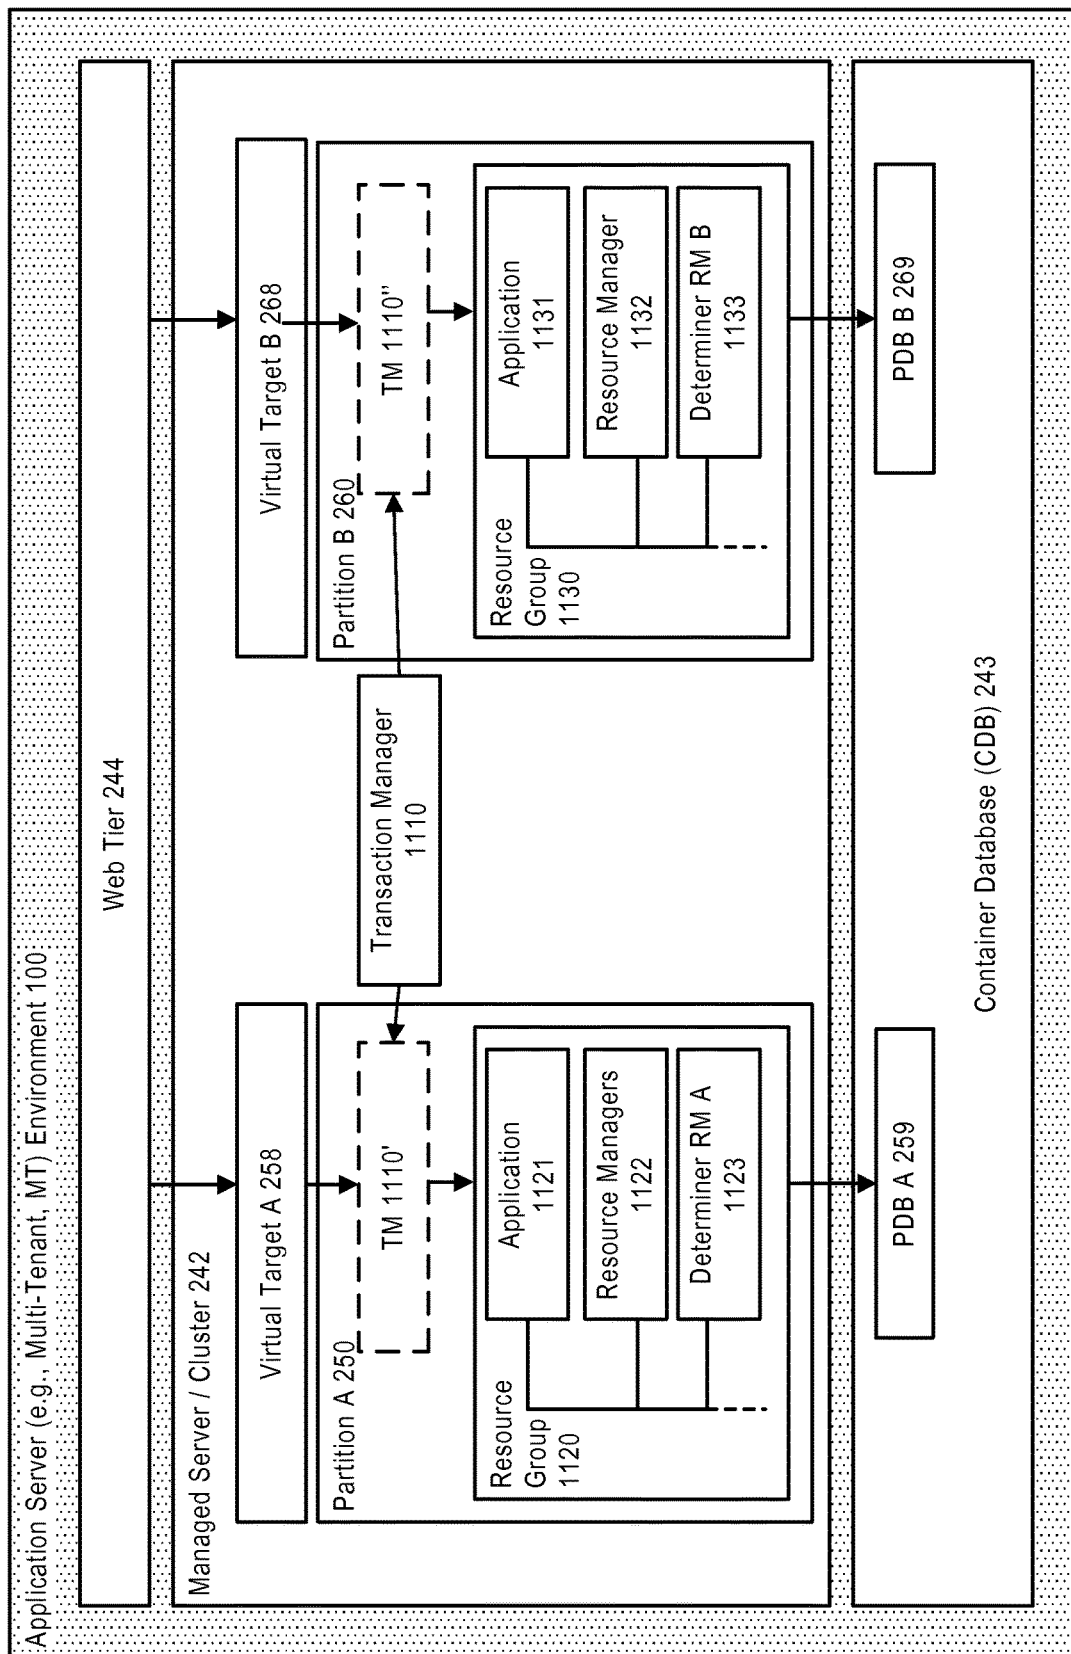 Application Server (e.g., Multi-Tenant, MT) Environment 100
Web Tier 244
Managed Server / Cluster 242
Virtual Target A 258
Partition A 250
TM 1110'
Resource
Group
1120
Application
1121
Resource Managers
1122
Determiner RM A
1123
Transaction Manager
1110
Virtual Target B 268
Partition B 260
TM 1110"
Resource
Group
1130
Application
1131
Resource Manager
1132
Determiner RM B
1133
PDB A 259
PDB B 269
Container Database (CDB) 243